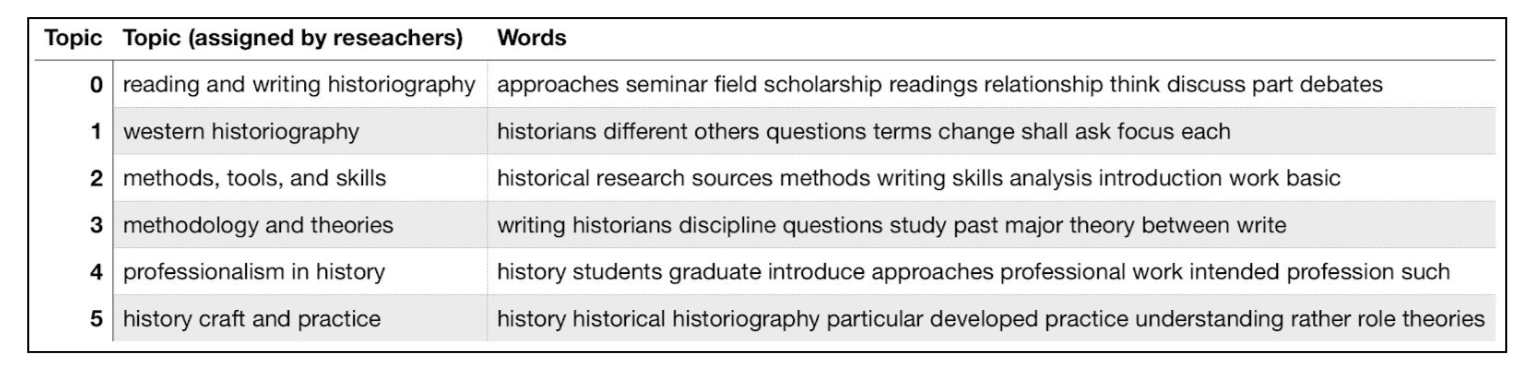 Topic Topic (assigned by reseachers) Words
0 reading and writing historiography approaches seminar field scholarship readings relationship think discuss part debates
1 western historiography historians different others questions terms change shall ask focus each
2 methods, tools, and skills historical research sources methods writing skills analysis introduction work basic
3 methodology and theories writing historians discipline questions study past major theory between write
4 professionalism in history history students graduate introduce approaches professional work intended profession such
5 history craft and practice history historical historiography particular developed practice understanding rather role theories